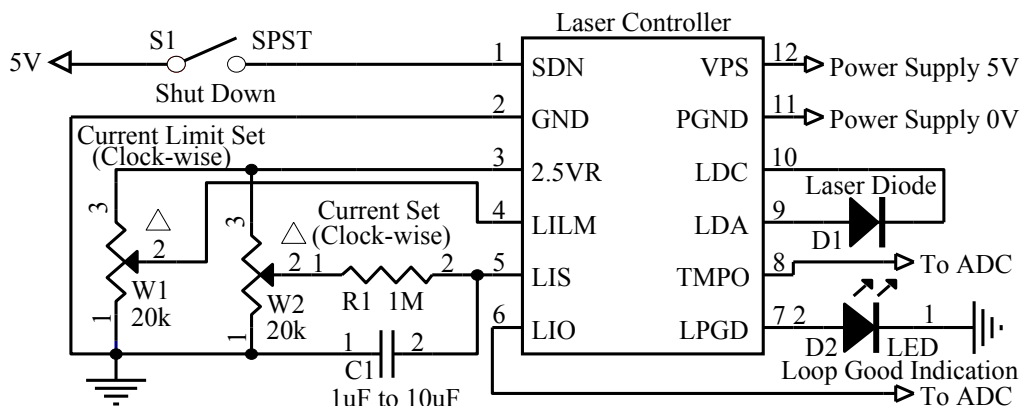 Laser Controller
5V S1 SPST 1 SDN VPS 12 Power Supply 5V
Shut Down
2 GND PGND 11 Power Supply 0V
Current Limit Set
(Clock-wise)
3 2.5VR LDC 10
Laser Diode
3 2 3 4 LILM LDA 9 D1
Current Set
(Clock-wise)
2 1 2 5 LIS TMPO 8 To ADC
R1 1M
W1
20k
W2
20k
1 1
6 LIO LPGD 7 2 1
D2 LED
Loop Good Indication
1 2
C1
1uF to 10uF
To ADC